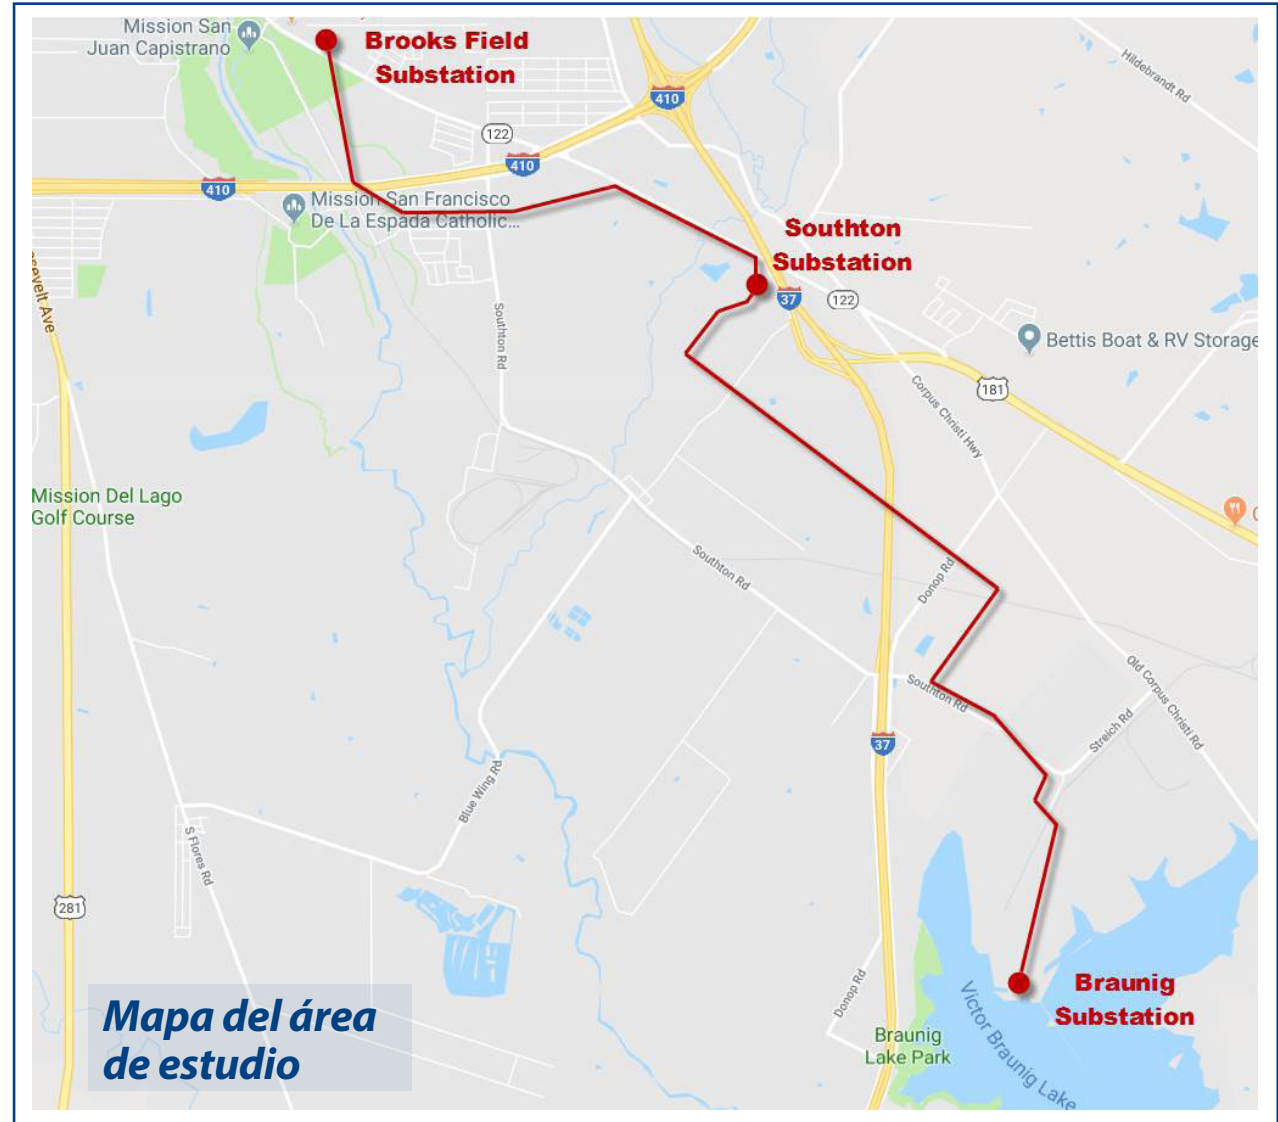 Mission San
Juan Capistrano
Brooks Field
Substation
Hildebrandt Rd
410
122
410
410
Mission San Francisco
De La Espada Catholic...
Southton
Substation
37
122
Bettis Boat & RV Storage
osevelt Ave
Southton Rd
181
Corpus Christi Hwy
Mission Del Lago
Golf Course
Southton Rd
Donop Rd
Southton Rd
Old Corpus Christi Rd
Streich Rd
37
Blue Wing Rd
S Flores Rd
281
Donop Rd
Braunig
Substation
Victor Braunig Lake
Braunig
Lake Park
Mapa del área
de estudio